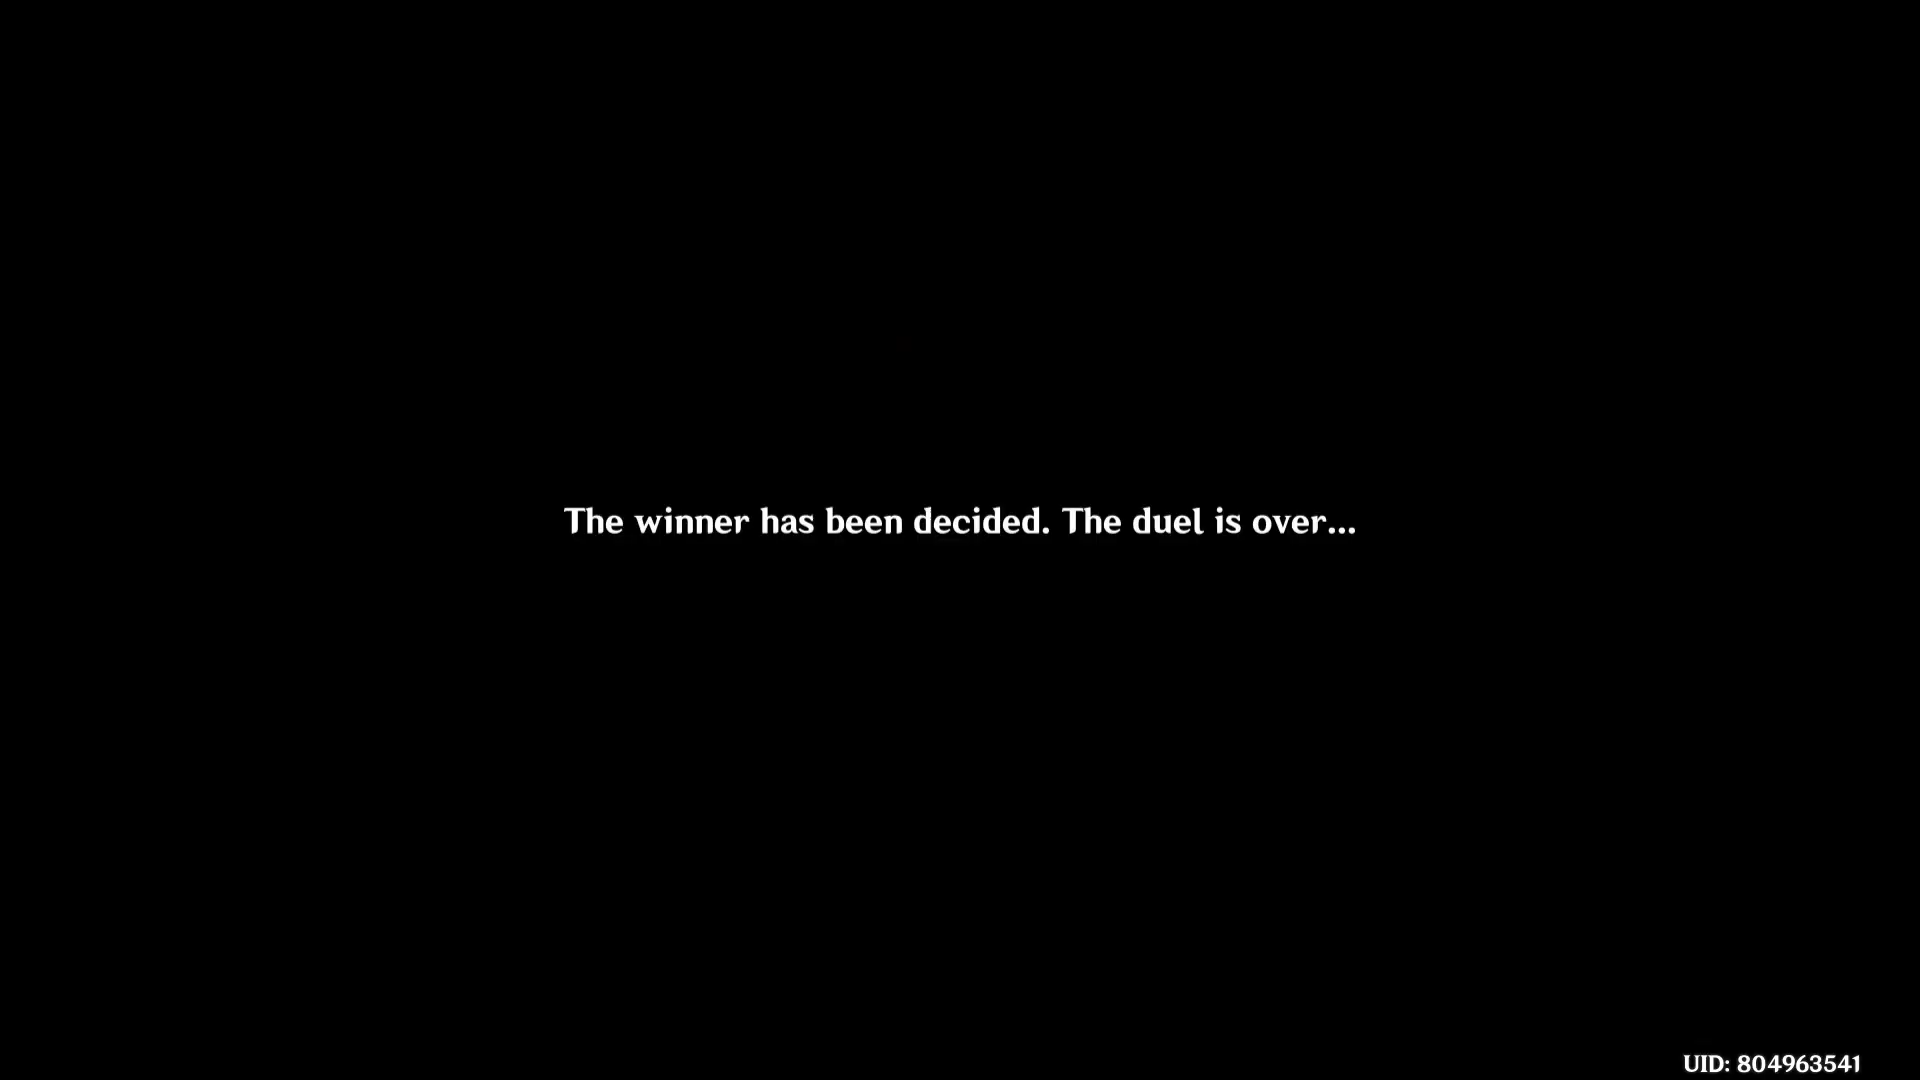 The winner has been decided. The duel is over...
UID: 804963541